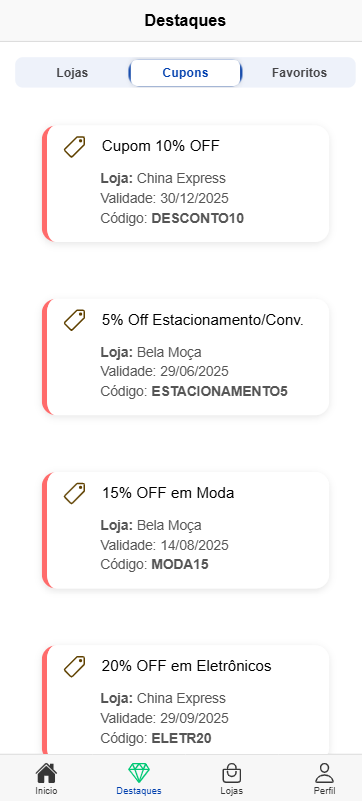 Destaques
Lojas
Cupons
Favoritos
Cupom 10% OFF
Loja: China Express
Validade: 30/12/2025
Código: DESCONTO10
5% Off Estacionamento/Conv.
Loja: Bela Moça
Validade: 29/06/2025
Código: ESTACIONAMENTO5
15% OFF em Moda
Loja: Bela Moça
Validade: 14/08/2025
Código: MODA15
20% OFF em Eletrônicos
Loja: China Express
Validade: 29/09/2025
Código: ELETR20
Inicio
Destaques
Lojas
Perfil